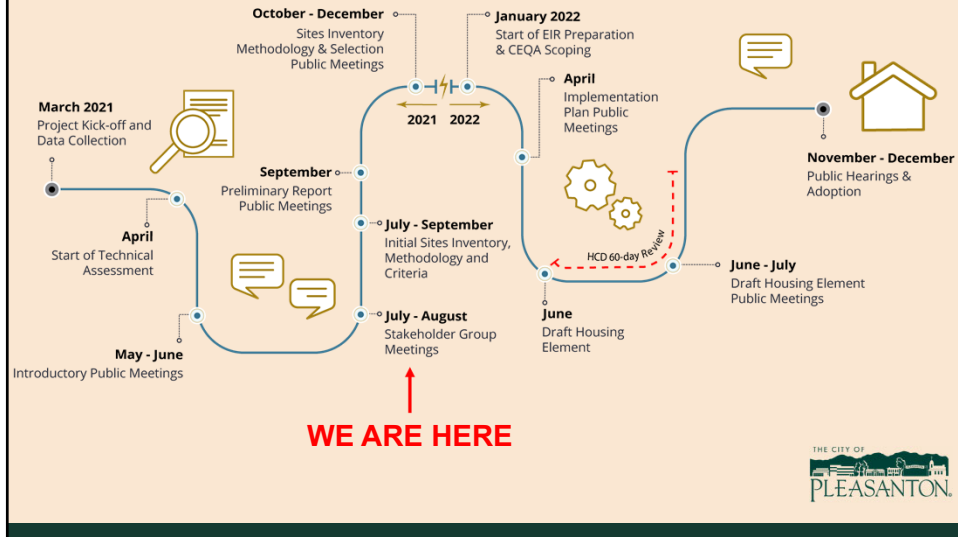 March 2021
Project Kick-off and
Data Collection
April
Start of Technical
Assessment
May - June
Introductory Public Meetings
July - August
Stakeholder Group
Meetings
WE ARE HERE
July - September
Initial Sites Inventory,
Methodology and
Criteria
September
Preliminary Report
Public Meetings
October - December
Sites Inventory
Methodology & Selection
Public Meetings
2021
2022
January 2022
Start of EIR Preparation
& CEQA Scoping
April
Implementation
Plan Public
Meetings
June
Draft Housing
Element
HCD 60-day Review
June - July
Draft Housing Element
Public Meetings
November - December
Public Hearings &
Adoption
THE CITY OF
PLEASANTON.